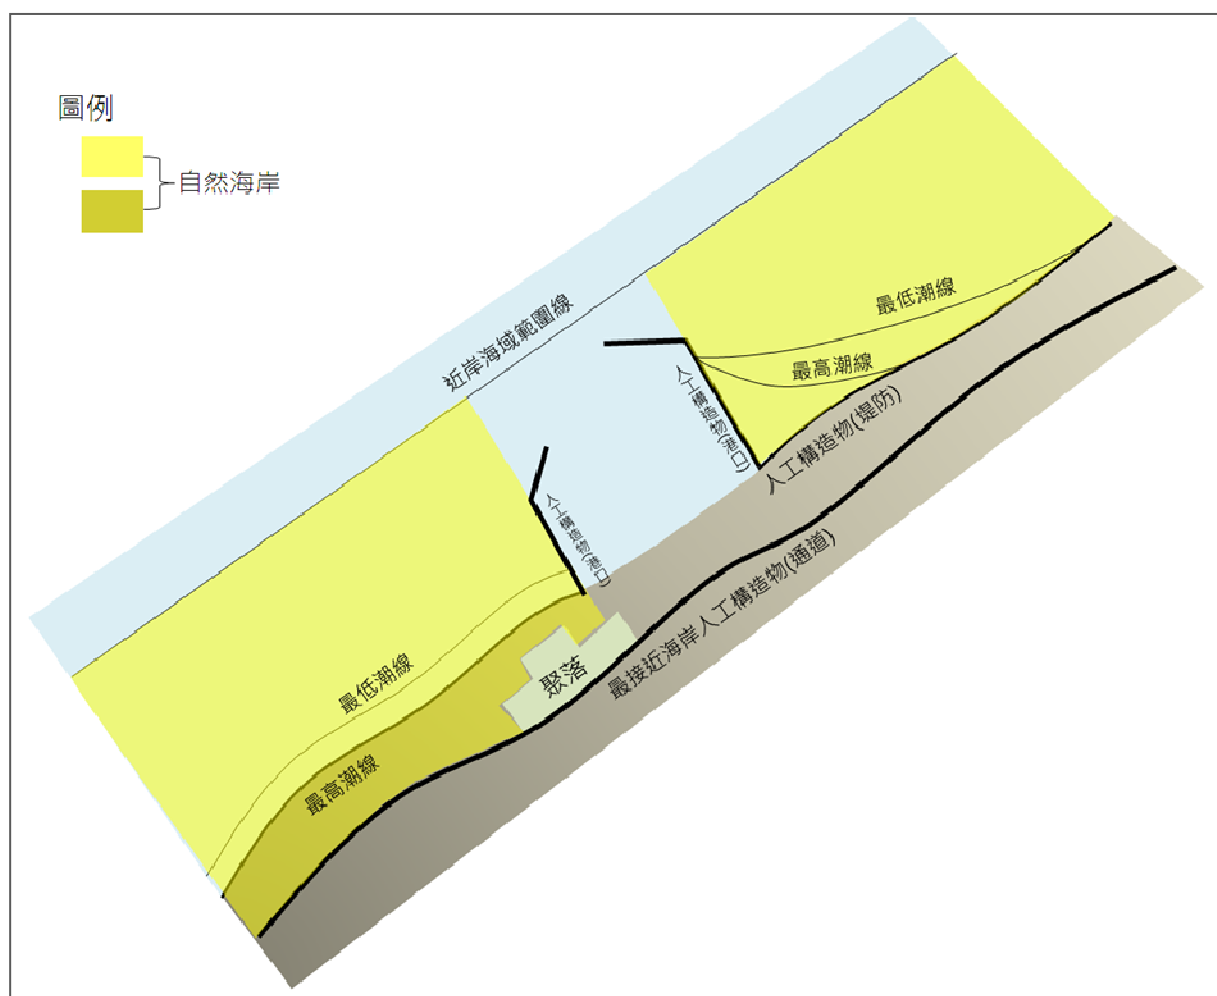 圖例
自然海岸
近岸海域範圍線
最低潮線
最高潮線
人工構造物(港口)
人工構造物(堤防)
人工構造物(港口)
最接近海岸人工構造物(通道)
聚落
最低潮線
最高潮線